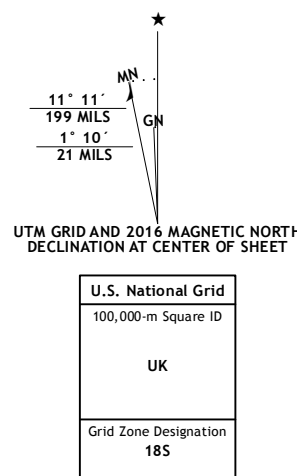 ★
MN
GN
11° 11´
199 MILS
1° 10´
21 MILS
UTM GRID AND 2016 MAGNETIC NORTH
DECLINATION AT CENTER OF SHEET
U.S. National Grid
100,000-m Square ID
UK
Grid Zone Designation
18S